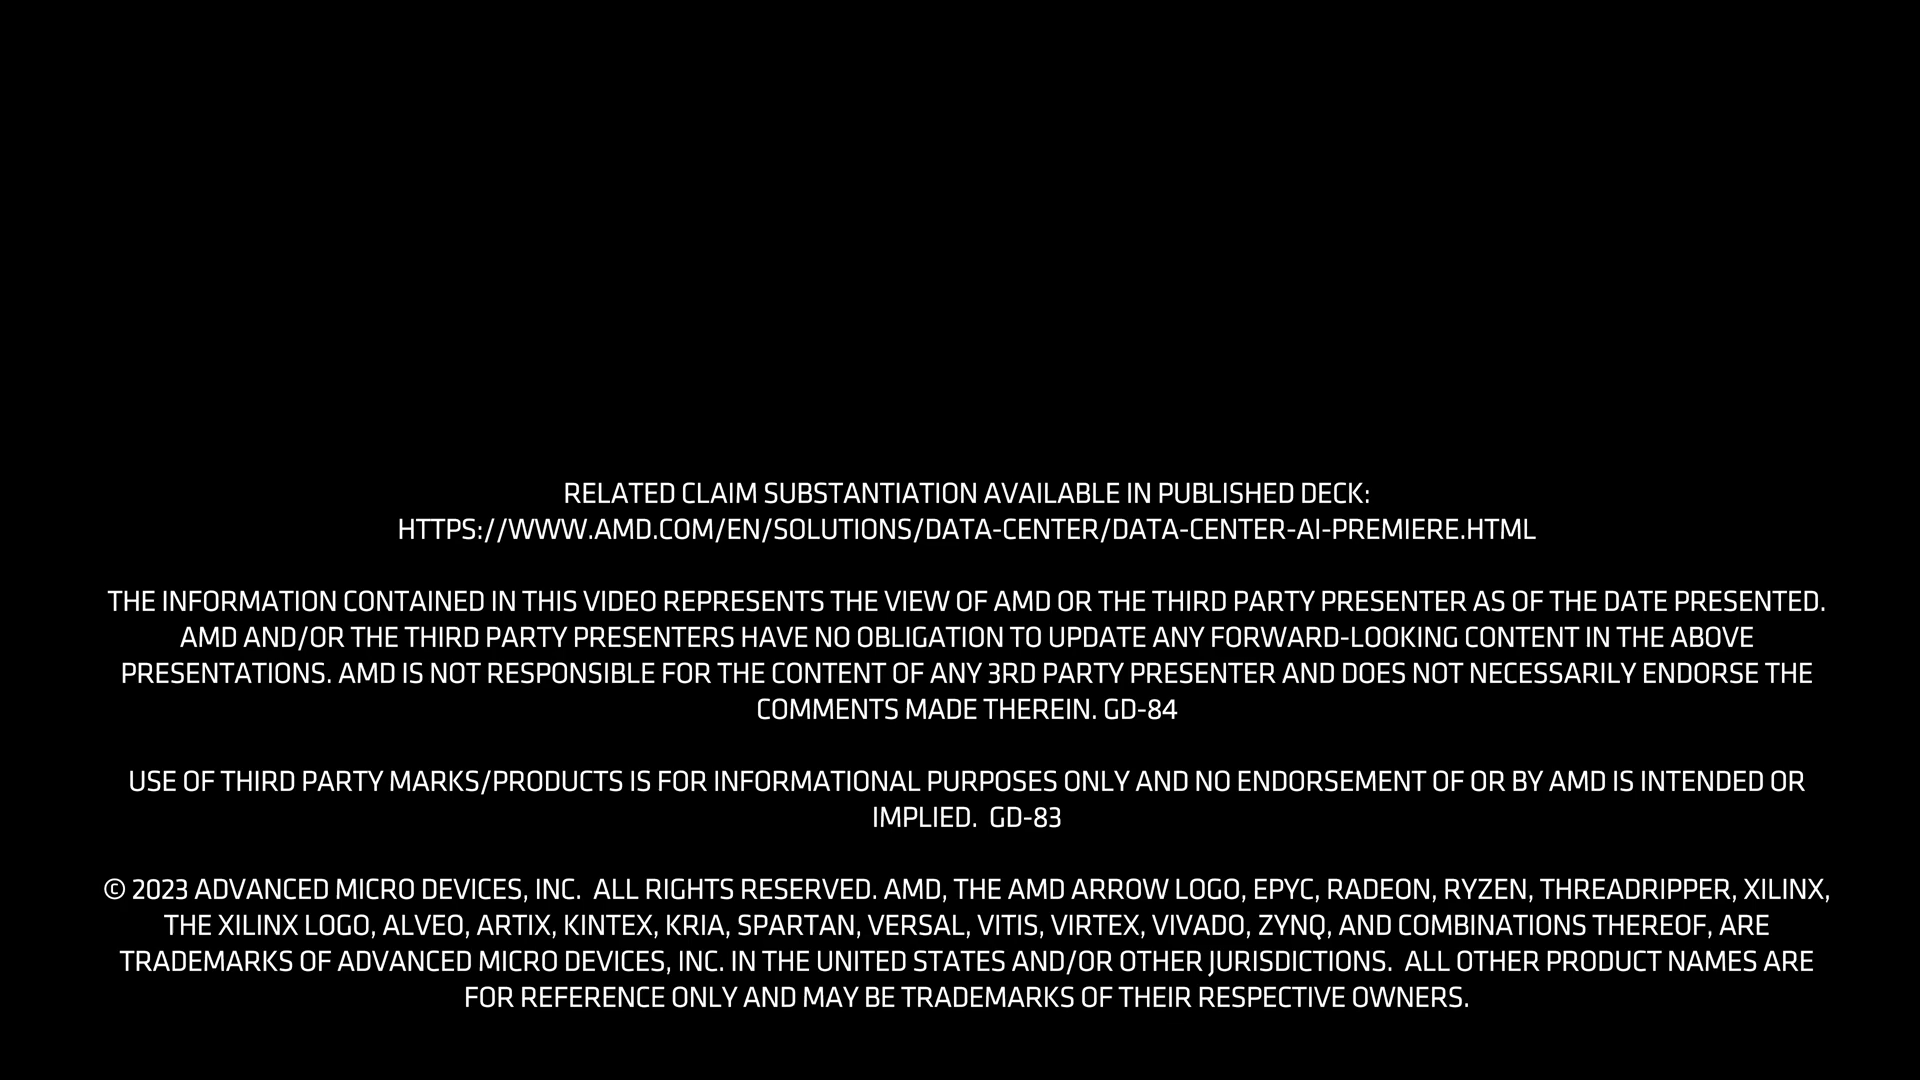 RELATED CLAIM SUBSTANTIATION AVAILABLE IN PUBLISHED DECK:
HTTPS://WWW.AMD.COM/EN/SOLUTIONS/DATA-CENTER/DATA-CENTER-AI-PREMIERE.HTML
THE INFORMATION CONTAINED IN THIS VIDEO REPRESENTS THE VIEW OF AMD OR THE THIRD PARTY PRESENTER AS OF THE DATE PRESENTED.
AMD AND/OR THE THIRD PARTY PRESENTERS HAVE NO OBLIGATION TO UPDATE ANY FORWARD-LOOKING CONTENT IN THE ABOVE
PRESENTATIONS. AMD IS NOT RESPONSIBLE FOR THE CONTENT OF ANY 3RD PARTY PRESENTER AND DOES NOT NECESSARILY ENDORSE THE
COMMENTS MADE THEREIN. GD-84
USE OF THIRD PARTY MARKS/PRODUCTS IS FOR INFORMATIONAL PURPOSES ONLY AND NO ENDORSEMENT OF OR BY AMD IS INTENDED OR
IMPLIED.  GD-83
© 2023 ADVANCED MICRO DEVICES, INC.  ALL RIGHTS RESERVED. AMD, THE AMD ARROW LOGO, EPYC, RADEON, RYZEN, THREADRIPPER, XILINX,
THE XILINX LOGO, ALVEO, ARTIX, KINTEX, KRIA, SPARTAN, VERSAL, VITIS, VIRTEX, VIVADO, ZYNQ, AND COMBINATIONS THEREOF, ARE
TRADEMARKS OF ADVANCED MICRO DEVICES, INC. IN THE UNITED STATES AND/OR OTHER JURISDICTIONS.  ALL OTHER PRODUCT NAMES ARE
FOR REFERENCE ONLY AND MAY BE TRADEMARKS OF THEIR RESPECTIVE OWNERS.